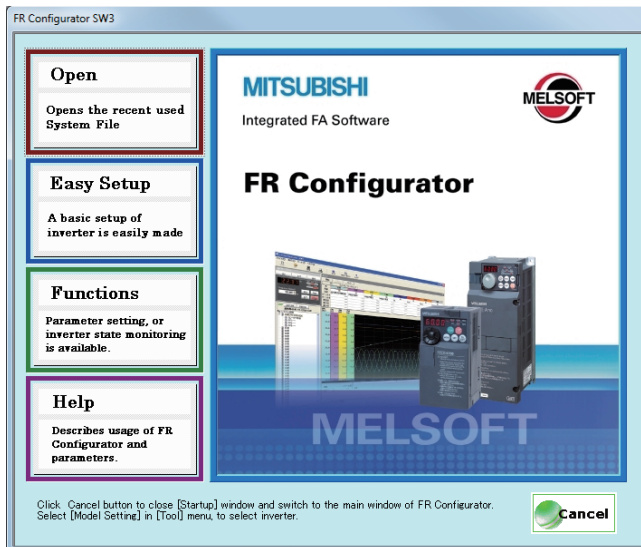 FR Configurator SW3
Open
Opens the recent used
System File
Easy Setup
A basic setup of
inverter is easily made
Functions
Parameter setting, or
inverter state monitoring
is available.
Help
Describes usage of FR
Configurator and
parameters.
MITSUBISHI
Integrated FA Software
MELSOFT
FR Configurator
MELSOFT
Click Cancel button to close [Startup] window and switch to the main window of FR Configurator.
Select [Model Setting] in [Tool] menu, to select inverter.
Cancel